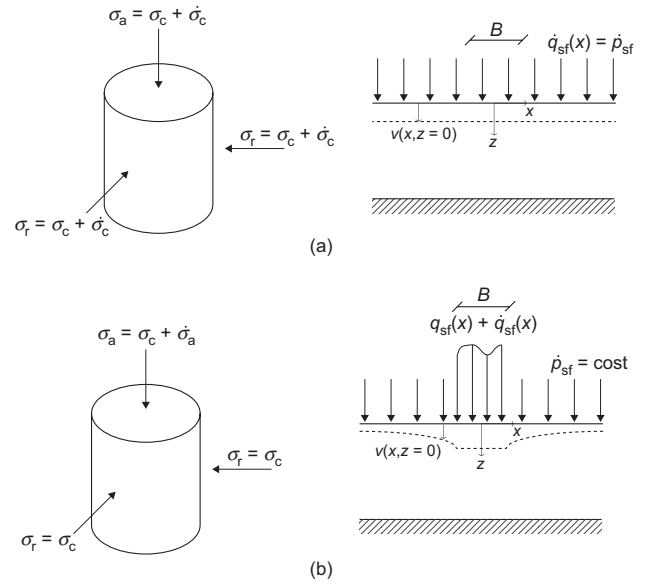 σa = σc + σ̇c
B
q̇sf(x) = ṗsf
σr = σc + σ̇c
x
v(x,z = 0)
z
σr = σc + σ̇c
(a)
B
qsf(x) + q̇sf(x)
σa = σc + σ̇a
ṗsf = cost
x
v(x,z = 0)
z
σr = σc
σr = σc
(b)